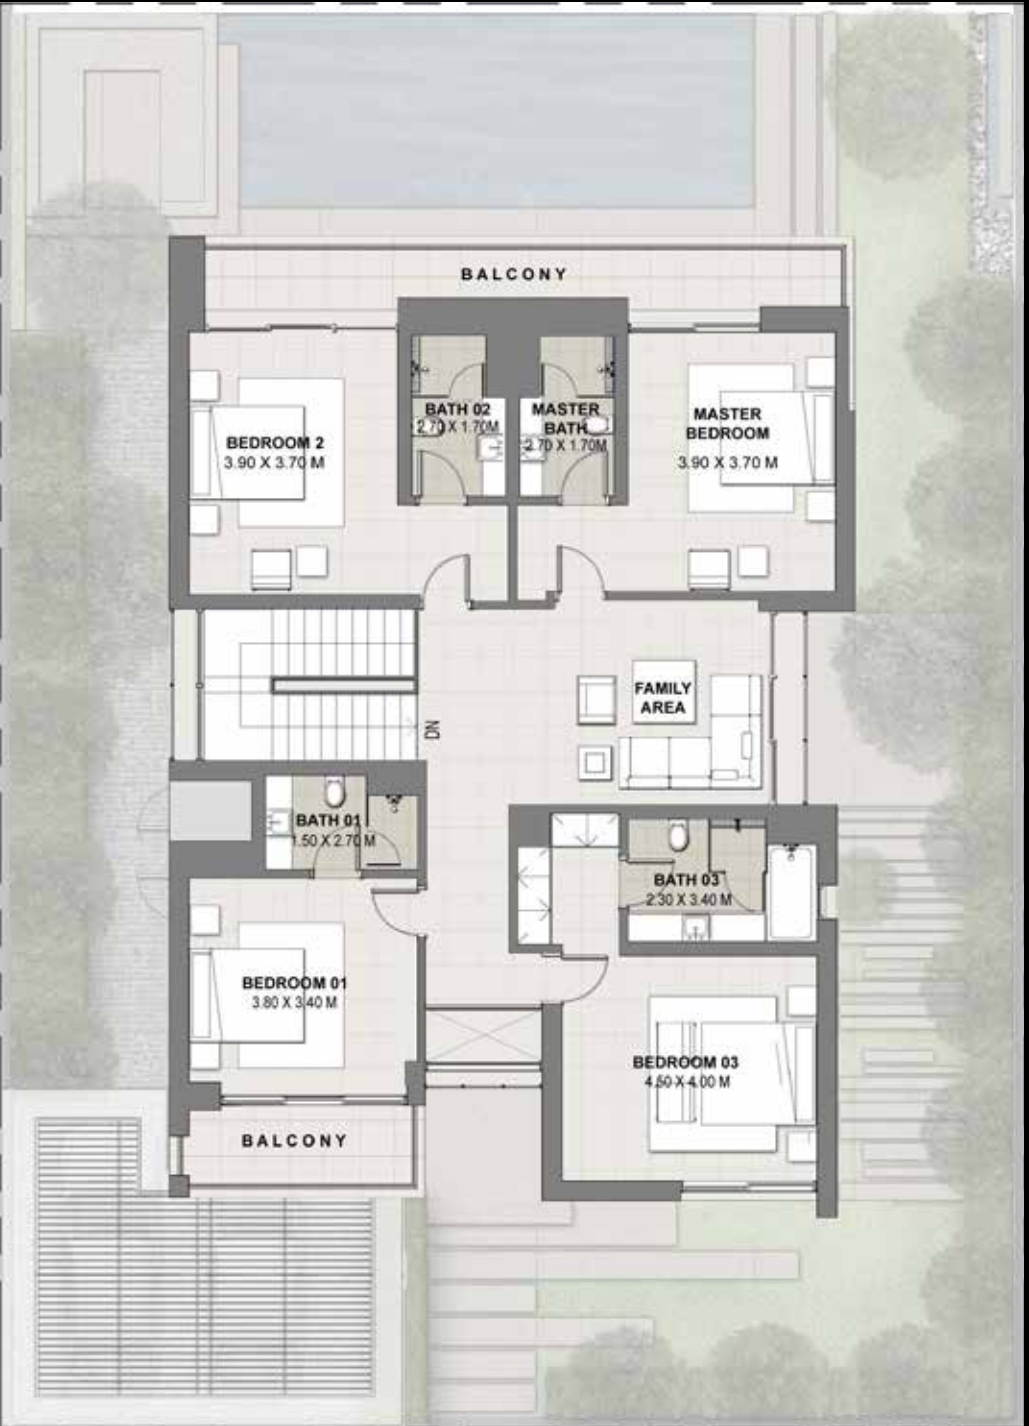 BALCONY
BATH 02
2.70 X 1.70M
MASTER
BATH
2.70 X 1.70M
MASTER
BEDROOM
3.90 X 3.70 M
BEDROOM 2
3.90 X 3.70 M
FAMILY
AREA
DN
BATH 01
1.50 X 2.70 M
BATH 03
2.30 X 3.40 M
BEDROOM 01
3.80 X 3.40 M
BEDROOM 03
4.50 X 4.00 M
BALCONY